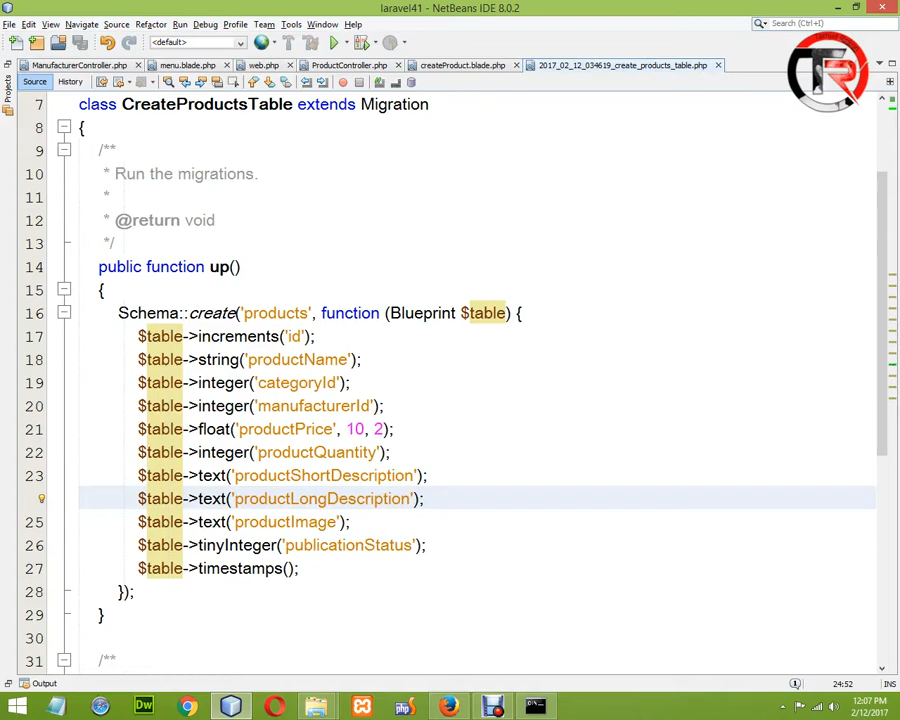 laravel41 - NetBeans IDE 8.0.2
File Edit View Navigate Source Refactor Run Debug Profile Team Tools Window Help
<default>
Search (Ctrl+I)
ManufacturerController.php
menu.blade.php
web.php
ProductController.php
createProduct.blade.php
2017_02_12_034619_create_products_table.php
Projects
Source History
7 class CreateProductsTable extends Migration
8 {
9 /**
10 * Run the migrations.
11 *
12 * @return void
13 */
14 public function up()
15 {
16 Schema::create('products', function (Blueprint $table) {
17 $table->increments('id');
18 $table->string('productName');
19 $table->integer('categoryId');
20 $table->integer('manufacturerId');
21 $table->float('productPrice', 10, 2);
22 $table->integer('productQuantity');
23 $table->text('productShortDescription');
$table->text('productLongDescription');
25 $table->text('productImage');
26 $table->tinyInteger('publicationStatus');
27 $table->timestamps();
28 });
29 }
30
31 /**
Output
24:52
INS
Dw
php
12:07 PM
2/12/2017